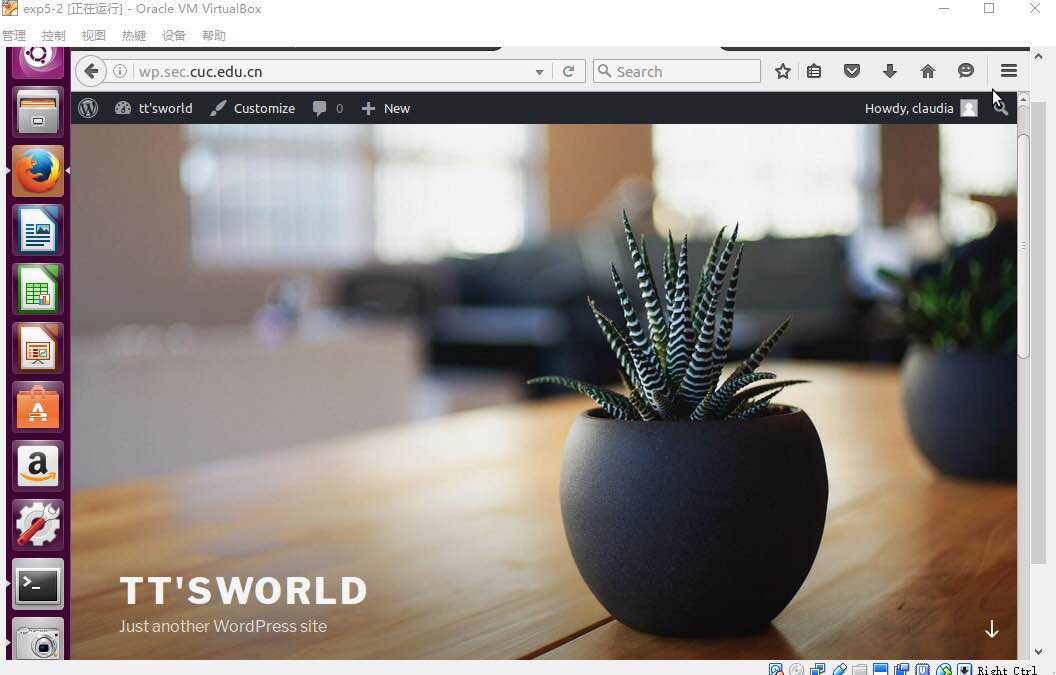 exp5-2 [正在运行] - Oracle VM VirtualBox
管理 控制 视图 热键 设备 帮助
wp.sec.cuc.edu.cn
Search
tt'sworld Customize 0 New Howdy, claudia
TT'SWORLD
Just another WordPress site
Right Ctrl